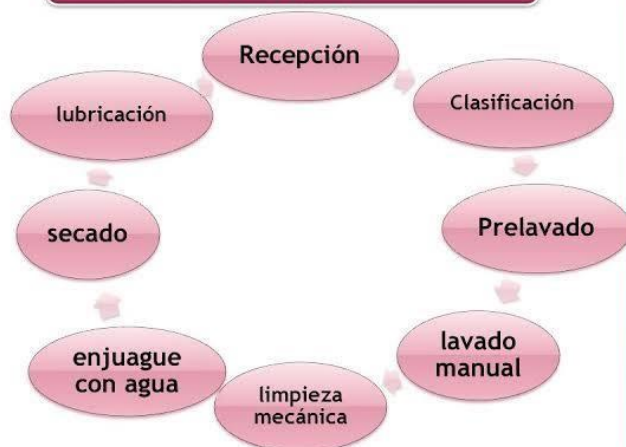 Recepción
Clasificación
Prelavado
lavado
manual
limpieza
mecánica
enjuague
con agua
secado
lubricación